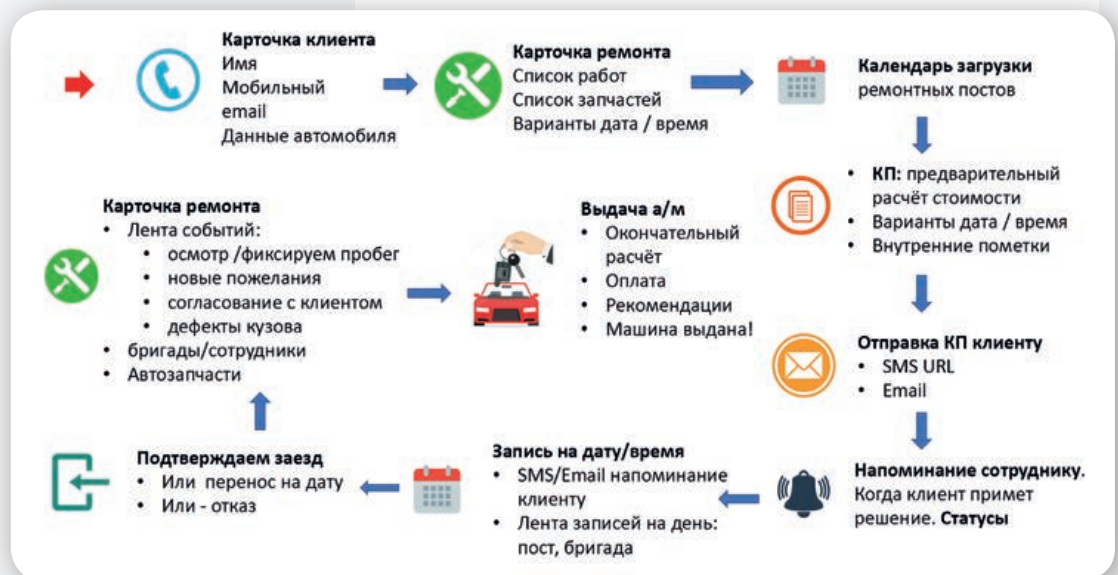 Карточка клиента
Имя
Мобильный
email
Данные автомобиля
Карточка ремонта
Список работ
Список запчастей
Варианты дата / время
Календарь загрузки
ремонтных постов
• КП: предварительный
расчёт стоимости
• Варианты дата / время
• Внутренние пометки
Отправка КП клиенту
• SMS URL
• Email
Напоминание сотруднику.
Когда клиент примет
решение. Статусы
Запись на дату/время
• SMS/Email напоминание
клиенту
• Лента записей на день:
пост, бригада
Подтверждаем заезд
• Или перенос на дату
• Или - отказ
Карточка ремонта
• Лента событий:
• осмотр /фиксируем пробег
• новые пожелания
• согласование с клиентом
• дефекты кузова
• бригады/сотрудники
• Автозапчасти
Выдача а/м
• Окончательный
расчёт
• Оплата
• Рекомендации
• Машина выдана!